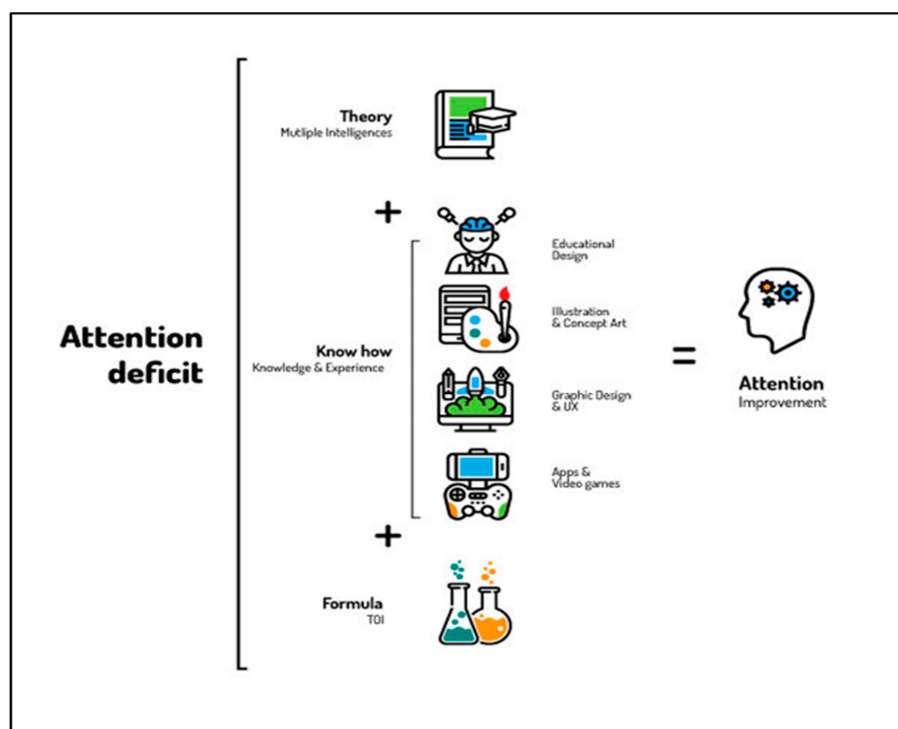 Attention
deficit
Theory
Mutliple Intelligences
+
Know how
Knowledge & Experience
Educational
Design
Illustration
& Concept Art
Graphic Design
& UX
Apps &
Video games
+
Formula
TOI
=
Attention
Improvement